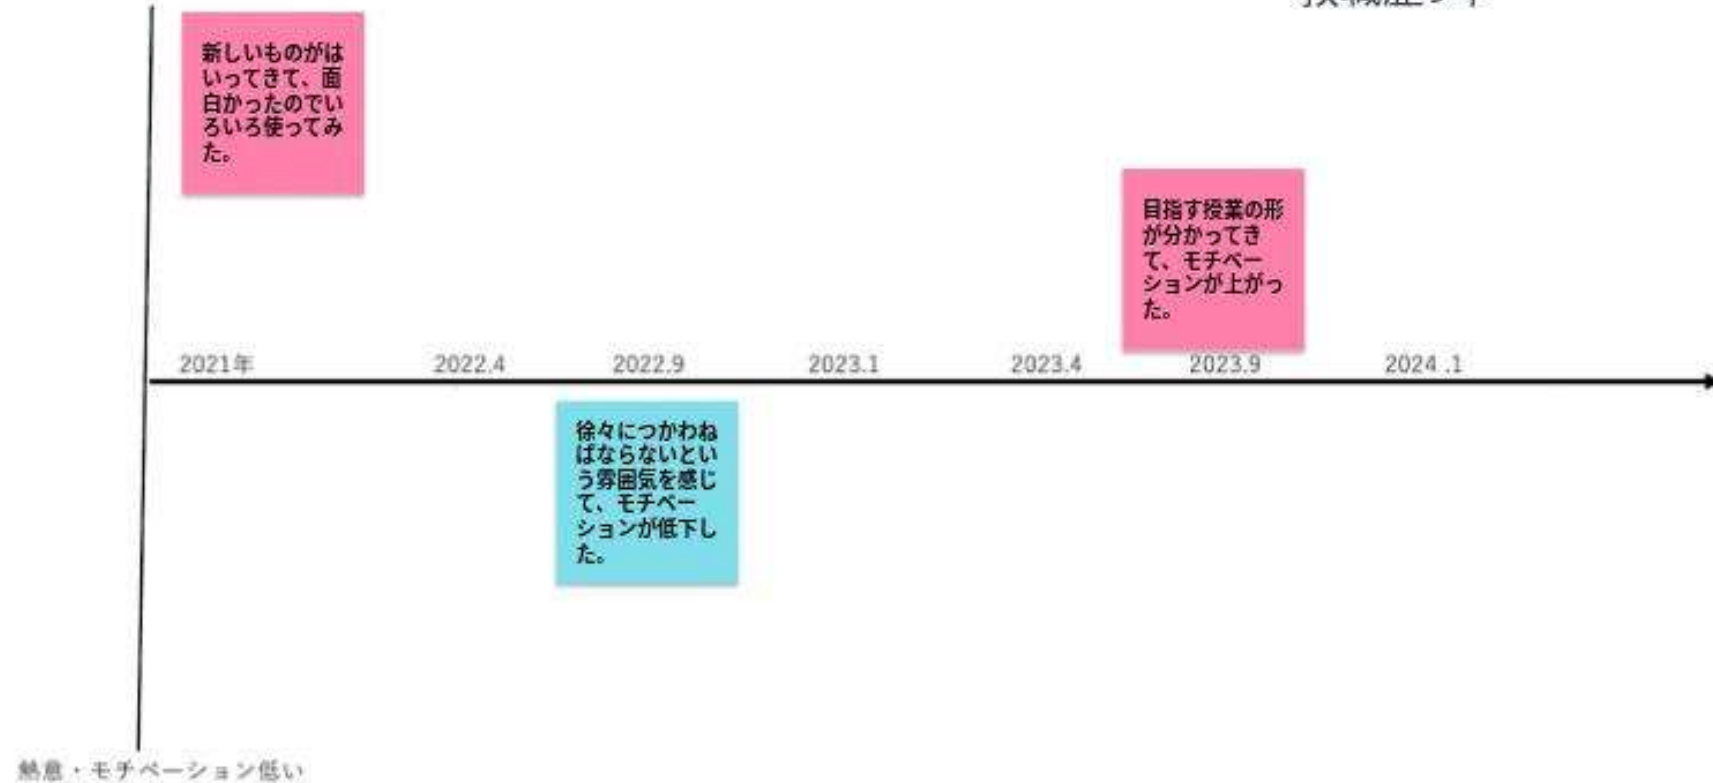 新しいものがは
いってきて、面
白かったのでい
ろいろ使ってみ
た。
目指す授業の形
が分かってき
て、モチベー
ションが上がっ
た。
2021年
2022.4
2022.9
2023.1
2023.4
2023.9
2024 .1
徐々につかわね
ばならないとい
う雰囲気を感じ
て、モチベー
ションが低下し
た。
熱意・モチベーション低い